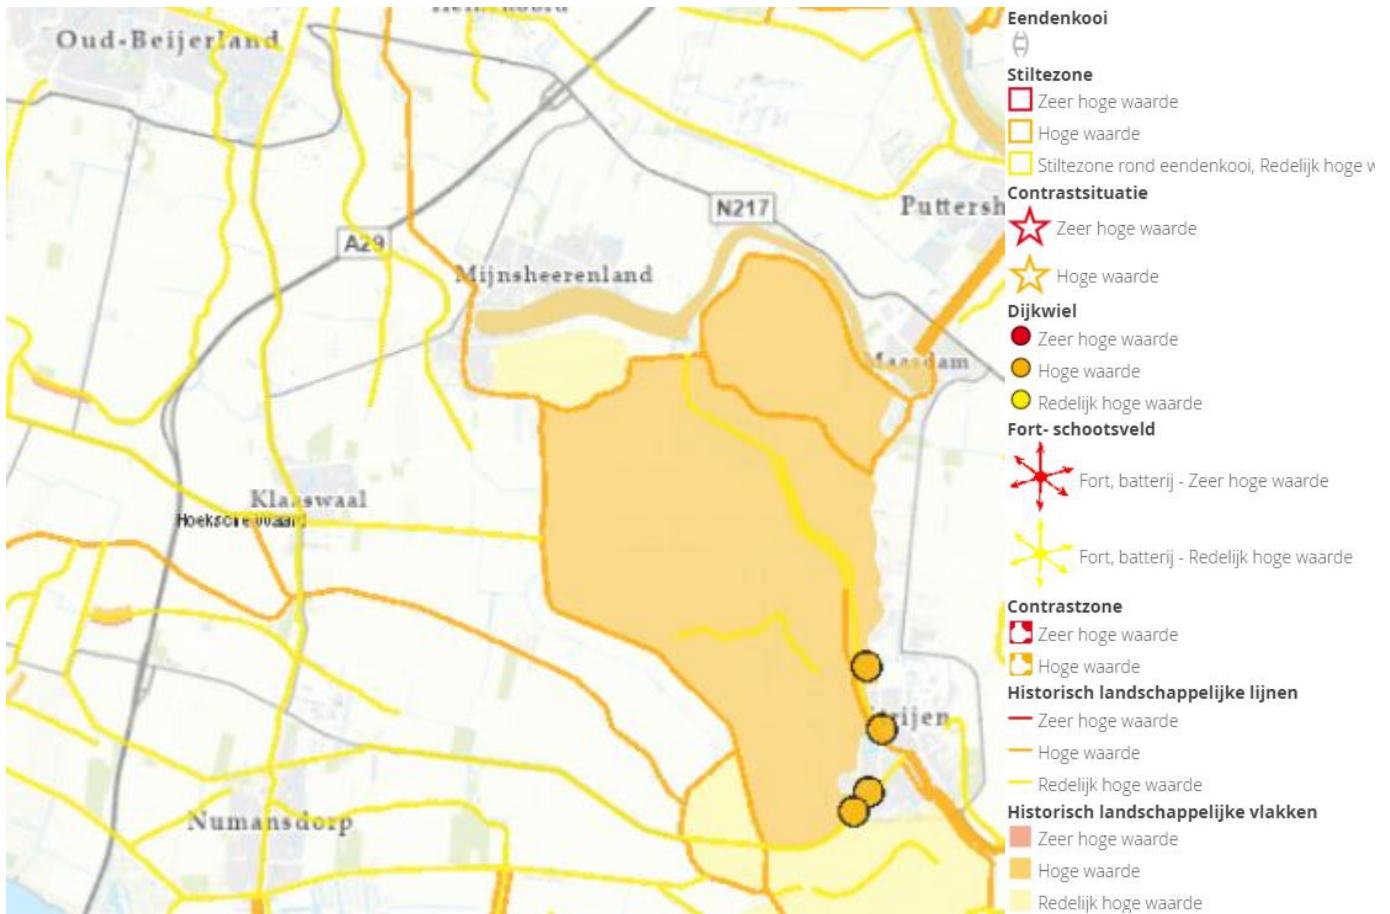 Oud-Beijerland
N217
A29
Mijnsheerenland
Maasdam
Klaaswaal
Hoeksche Waard
Numansdorp
Eendenkooi
Stiltezone
Zeer hoge waarde
Hoge waarde
Stiltezone rond eendenkooi, Redelijk hoge
Contrastsituatie
Zeer hoge waarde
Hoge waarde
Dijkwiel
Zeer hoge waarde
Hoge waarde
Redelijk hoge waarde
Fort- schootsveld
Fort, batterij - Zeer hoge waarde
Fort, batterij - Redelijk hoge waarde
Contrastzone
Zeer hoge waarde
Hoge waarde
Historisch landschappelijke lijnen
Zeer hoge waarde
Hoge waarde
Redelijk hoge waarde
Historisch landschappelijke vlakken
Zeer hoge waarde
Hoge waarde
Redelijk hoge waarde